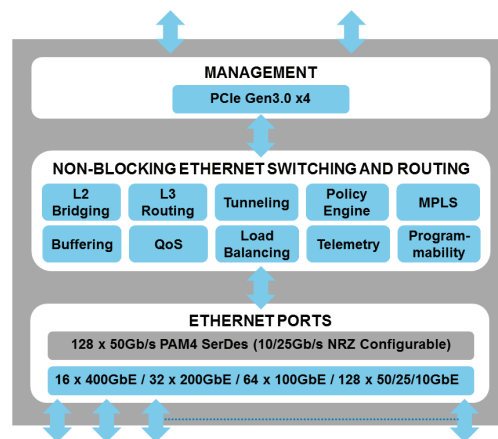 MANAGEMENT
PCIe Gen3.0 x4
NON-BLOCKING ETHERNET SWITCHING AND ROUTING
L2 Bridging
L3 Routing
Tunneling
Policy Engine
MPLS
Buffering
QoS
Load Balancing
Telemetry
Program-mability
ETHERNET PORTS
128 x 50Gb/s PAM4 SerDes (10/25Gb/s NRZ Configurable)
16 x 400GbE / 32 x 200GbE / 64 x 100GbE / 128 x 50/25/10GbE